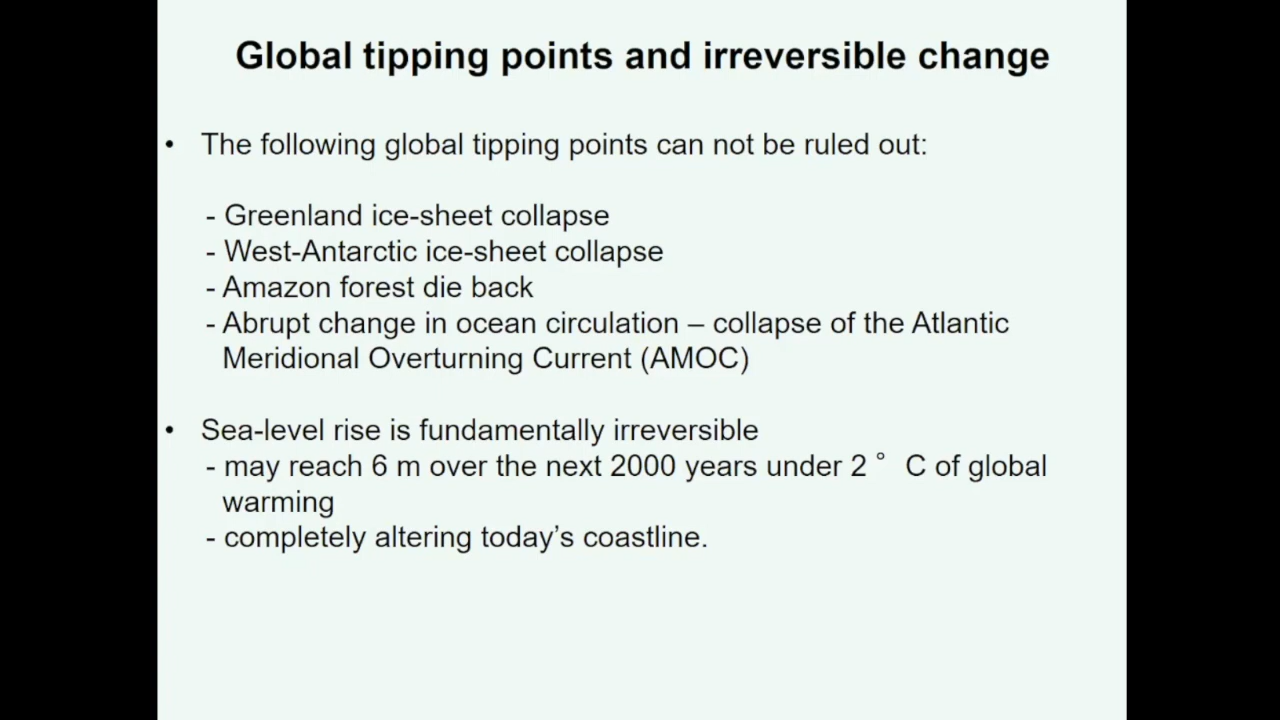 Global tipping points and irreversible change
• The following global tipping points can not be ruled out:
- Greenland ice-sheet collapse
- West-Antarctic ice-sheet collapse
- Amazon forest die back
- Abrupt change in ocean circulation – collapse of the Atlantic
Meridional Overturning Current (AMOC)
• Sea-level rise is fundamentally irreversible
- may reach 6 m over the next 2000 years under 2 ° C of global
warming
- completely altering today’s coastline.